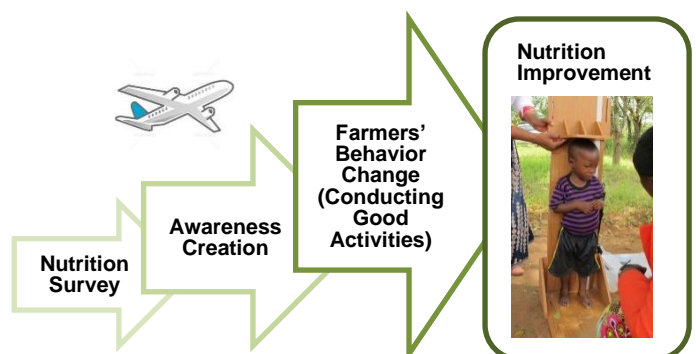 Nutrition
Survey
Awareness
Creation
Farmers’
Behavior
Change
(Conducting
Good
Activities)
Nutrition
Improvement